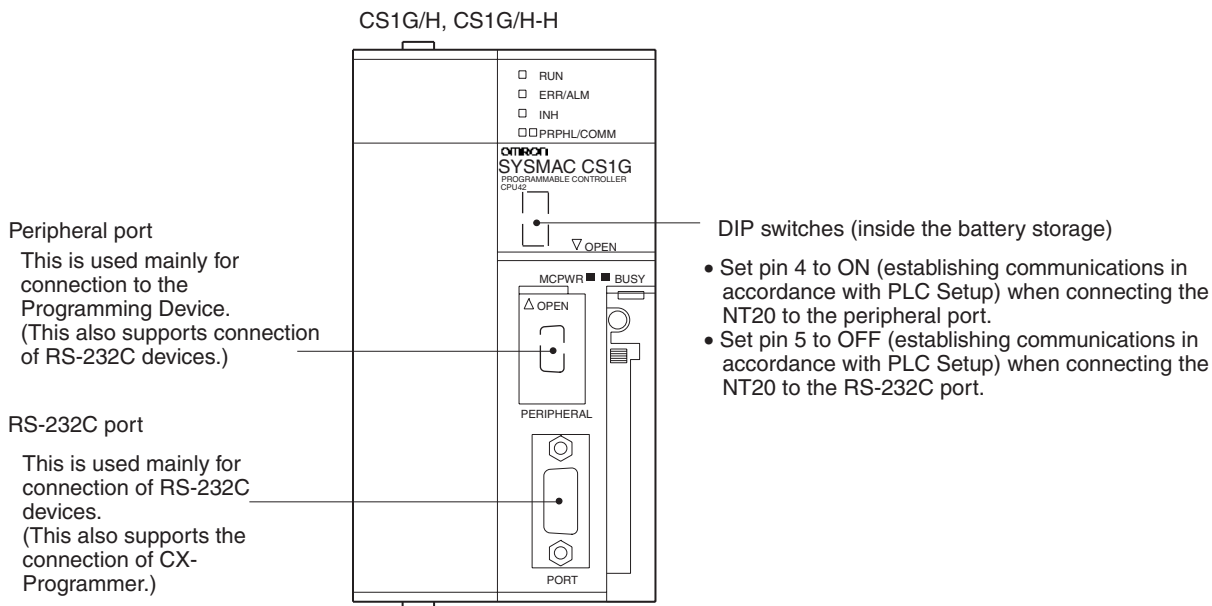 CS1G/H, CS1G/H-H
RUN
ERR/ALM
INH
PRPHL/COMM
OMRON
SYSMAC CS1G
PROGRAMMABLE CONTROLLER
CPU42
OPEN
MCPWR BUSY
OPEN
PERIPHERAL
PORT
Peripheral port
This is used mainly for
connection to the
Programming Device.
(This also supports connection
of RS-232C devices.)
RS-232C port
This is used mainly for
connection of RS-232C
devices.
(This also supports the
connection of CX-
Programmer.)
DIP switches (inside the battery storage)
• Set pin 4 to ON (establishing communications in
accordance with PLC Setup) when connecting the
NT20 to the peripheral port.
• Set pin 5 to OFF (establishing communications in
accordance with PLC Setup) when connecting the
NT20 to the RS-232C port.